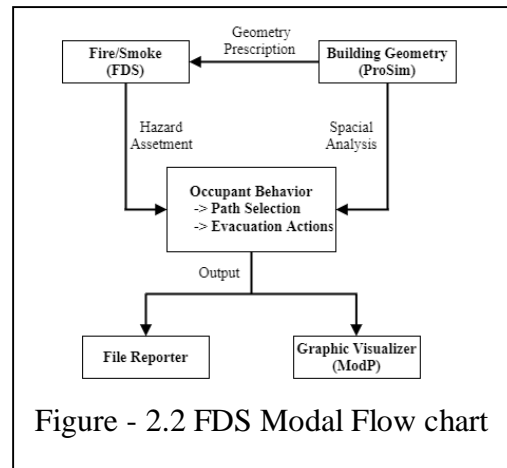 Geometry
Prescription
Fire/Smoke
(FDS)
Building Geometry
(ProSim)
Hazard
Assetment
Spacial
Analysis
Occupant Behavior
-> Path Selection
-> Evacuation Actions
Output
File Reporter
Graphic Visualizer
(ModP)
Figure - 2.2 FDS Modal Flow chart